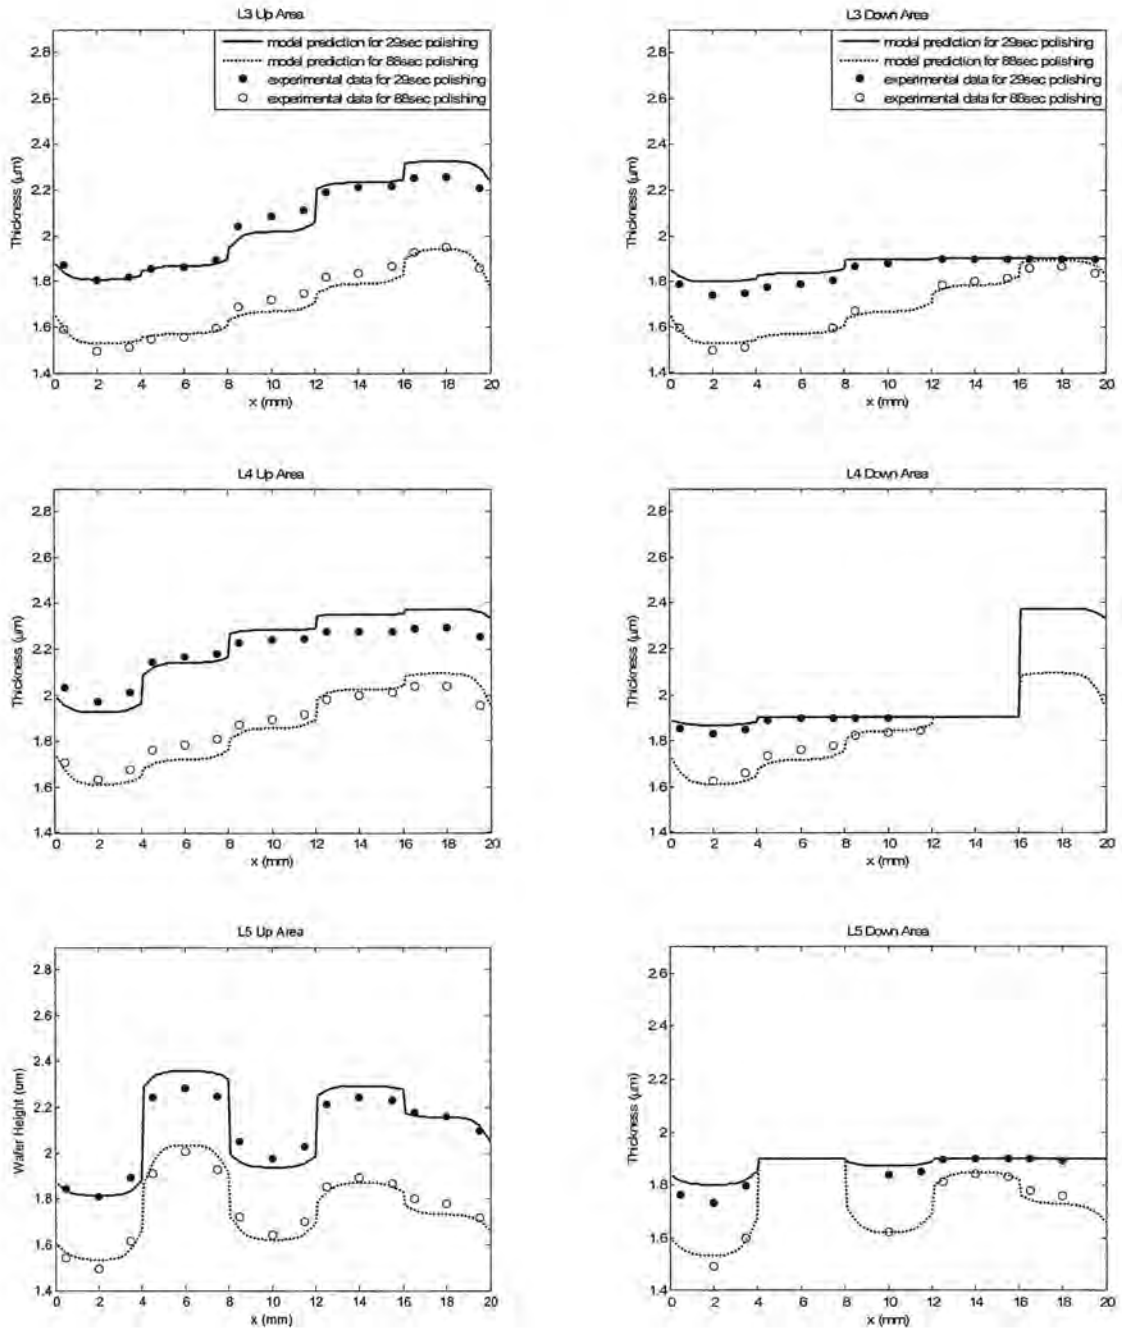 L3 Up Area
2.8
2.6
2.4
2.2
2
1.8
1.6
1.4
Thickness (μm)
model prediction for 29sec polishing
model prediction for 88sec polishing
experimental data for 29sec polishing
experimental data for 88sec polishing
0 2 4 6 8 10 12 14 16 18 20
x (mm)
L3 Down Area
2.8
2.6
2.4
2.2
2
1.8
1.6
1.4
Thickness (μm)
model prediction for 29sec polishing
model prediction for 88sec polishing
experimental data for 29sec polishing
experimental data for 88sec polishing
0 2 4 6 8 10 12 14 16 18 20
x (mm)
L4 Up Area
2.8
2.6
2.4
2.2
2
1.8
1.6
1.4
Thickness (μm)
0 2 4 6 8 10 12 14 16 18 20
x (mm)
L4 Down Area
2.8
2.6
2.4
2.2
2
1.8
1.6
1.4
Thickness (μm)
0 2 4 6 8 10 12 14 16 18 20
x (mm)
L5 Up Area
2.8
2.6
2.4
2.2
2
1.8
1.6
1.4
Wafer Height (um)
0 2 4 6 8 10 12 14 16 18 20
x (mm)
L5 Down Area
2.6
2.4
2.2
2
1.8
1.6
1.4
Thickness (μm)
0 2 4 6 8 10 12 14 16 18 20
x (mm)